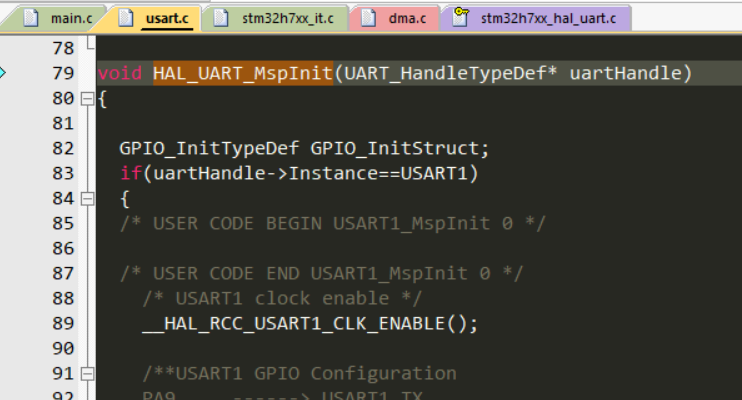 main.c usart.c stm32h7xx_it.c dma.c stm32h7xx_hal_uart.c
78
79 void HAL_UART_MspInit(UART_HandleTypeDef* uartHandle)
80 {
81
82 GPIO_InitTypeDef GPIO_InitStruct;
83 if(uartHandle->Instance==USART1)
84 {
85 /* USER CODE BEGIN USART1_MspInit 0 */
86
87 /* USER CODE END USART1_MspInit 0 */
88 /* USART1 clock enable */
89 __HAL_RCC_USART1_CLK_ENABLE();
90
91 /**USART1 GPIO Configuration
92 PA9 ------> USART1_TX